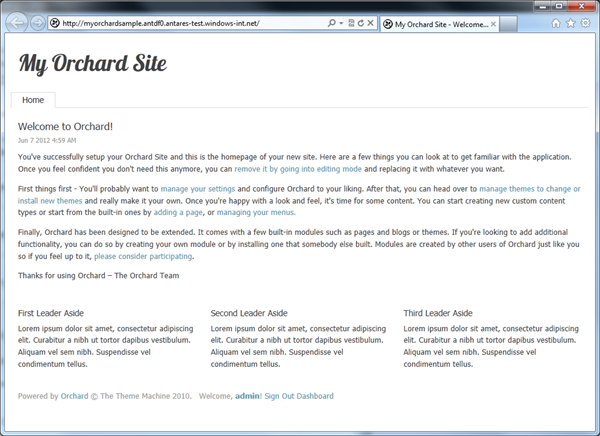 http://myorchardsample.antdf0.antares-test.windows-int.net/
My Orchard Site - Welcome...
My Orchard Site
Home
Welcome to Orchard!
Jun 7 2012 4:59 AM
You've successfully setup your Orchard Site and this is the homepage of your new site. Here are a few things you can look at to get familiar with the application.
Once you feel confident you don't need this anymore, you can remove it by going into editing mode and replacing it with whatever you want.
First things first - You'll probably want to manage your settings and configure Orchard to your liking. After that, you can head over to manage themes to change or
install new themes and really make it your own. Once you're happy with a look and feel, it's time for some content. You can start creating new custom content
types or start from the built-in ones by adding a page, or managing your menus.
Finally, Orchard has been designed to be extended. It comes with a few built-in modules such as pages and blogs or themes. If you're looking to add additional
functionality, you can do so by creating your own module or by installing one that somebody else built. Modules are created by other users of Orchard just like you
so if you feel up to it, please consider participating.
Thanks for using Orchard – The Orchard Team
First Leader Aside
Lorem ipsum dolor sit amet, consectetur adipiscing
elit. Curabitur a nibh ut tortor dapibus vestibulum.
Aliquam vel sem nibh. Suspendisse vel
condimentum tellus.
Second Leader Aside
Lorem ipsum dolor sit amet, consectetur adipiscing
elit. Curabitur a nibh ut tortor dapibus vestibulum.
Aliquam vel sem nibh. Suspendisse vel
condimentum tellus.
Third Leader Aside
Lorem ipsum dolor sit amet, consectetur adipiscing
elit. Curabitur a nibh ut tortor dapibus vestibulum.
Aliquam vel sem nibh. Suspendisse vel
condimentum tellus.
Powered by Orchard © The Theme Machine 2010. Welcome, admin! Sign Out Dashboard